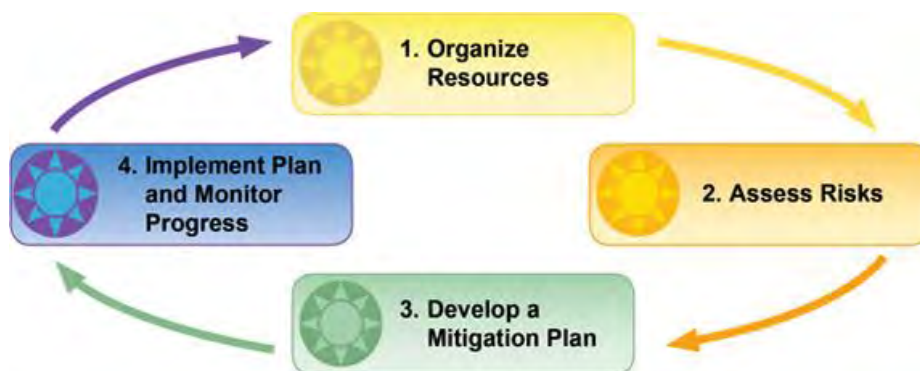 1. Organize
Resources
2. Assess Risks
3. Develop a
Mitigation Plan
4. Implement Plan
and Monitor
Progress